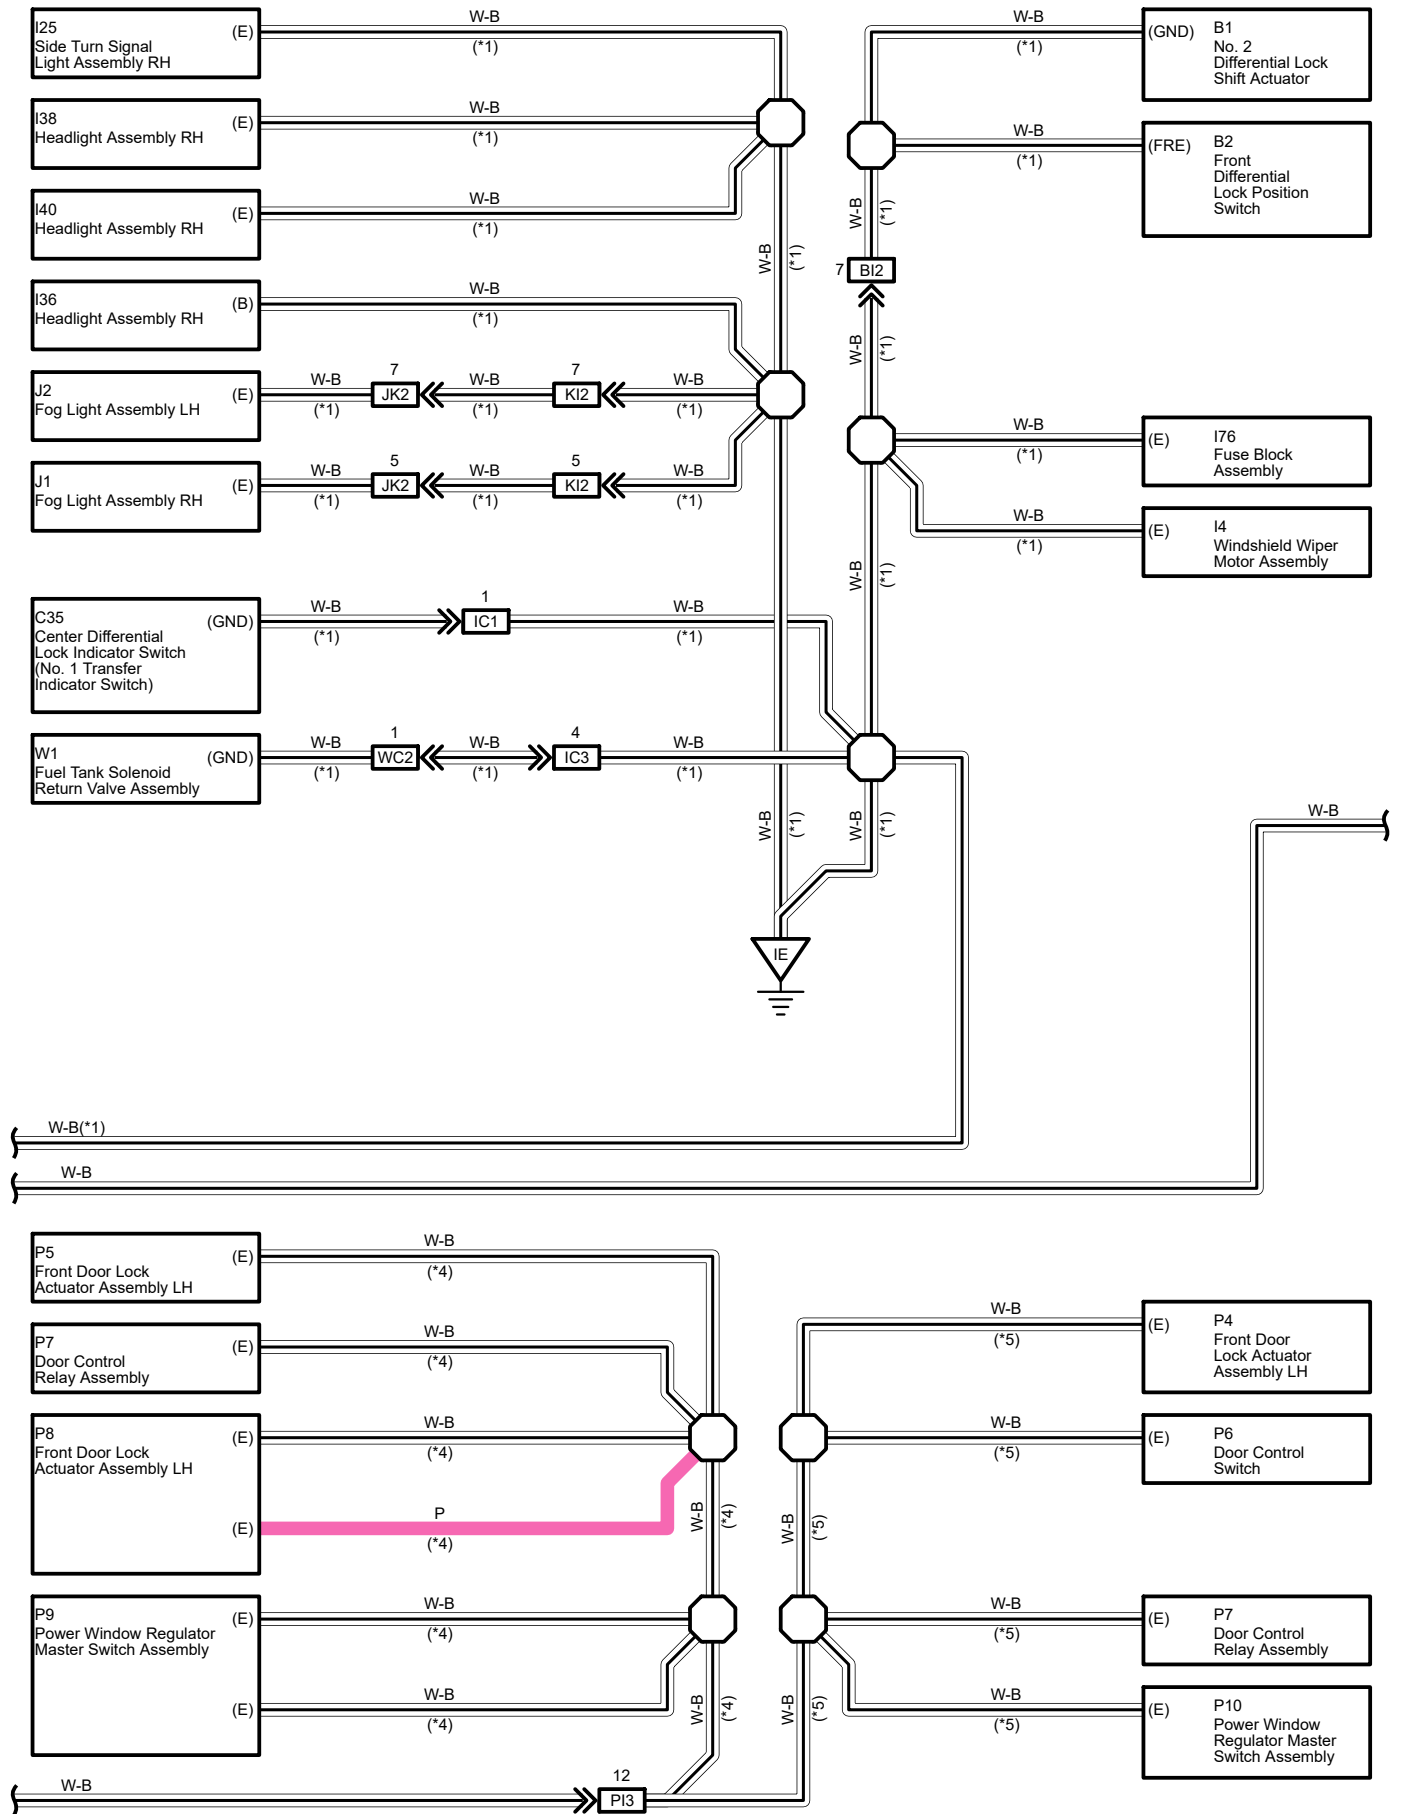 I25
(E)
Side Turn Signal
Light Assembly RH
W-B
(*1)
I38
(E)
Headlight Assembly RH
W-B
(*1)
I40
(E)
Headlight Assembly RH
W-B
(*1)
I36
(B)
Headlight Assembly RH
W-B
(*1)
J2
(E)
Fog Light Assembly LH
W-B
(*1)
7
JK2
W-B
(*1)
7
KI2
W-B
(*1)
J1
(E)
Fog Light Assembly RH
W-B
(*1)
5
JK2
W-B
(*1)
5
KI2
W-B
(*1)
W-B
(*1)
C35
(GND)
Center Differential
Lock Indicator Switch
(No. 1 Transfer
Indicator Switch)
W-B
(*1)
1
IC1
W-B
(*1)
W1
(GND)
Fuel Tank Solenoid
Return Valve Assembly
W-B
(*1)
1
WC2
W-B
(*1)
4
IC3
W-B
(*1)
W-B
(*1)
W-B
(*1)
IE
W-B
(*1)
(GND)
B1
No. 2
Differential Lock
Shift Actuator
W-B
(*1)
(FRE)
B2
Front
Differential
Lock Position
Switch
W-B
(*1)
7
BI2
W-B
(*1)
W-B
(*1)
(E)
I76
Fuse Block
Assembly
W-B
(*1)
(E)
I4
Windshield Wiper
Motor Assembly
W-B
(*1)
W-B
W-B(*1)
W-B
P5
(E)
Front Door Lock
Actuator Assembly LH
W-B
(*4)
P7
(E)
Door Control
Relay Assembly
W-B
(*4)
P8
(E)
Front Door Lock
Actuator Assembly LH
W-B
(*4)
(E)
P
(*4)
W-B
(*4)
P9
(E)
Power Window Regulator
Master Switch Assembly
W-B
(*4)
(E)
W-B
(*4)
W-B
(*4)
W-B
12
PI3
W-B
(*5)
(E)
P4
Front Door
Lock Actuator
Assembly LH
W-B
(*5)
(E)
P6
Door Control
Switch
W-B
(*5)
W-B
(*5)
(E)
P7
Door Control
Relay Assembly
W-B
(*5)
W-B
(*5)
(E)
P10
Power Window
Regulator Master
Switch Assembly